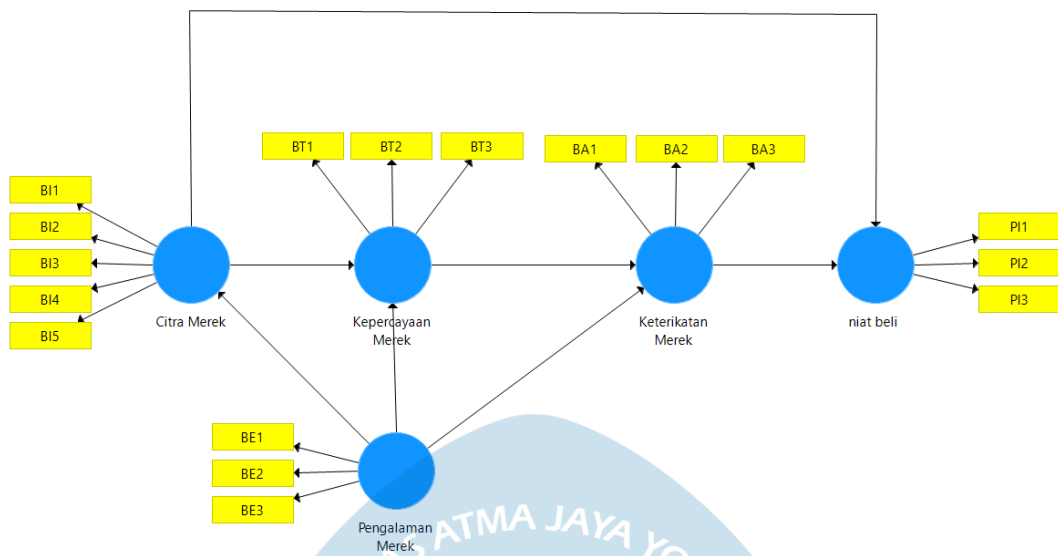 BT1
BT2
BT3
BA1
BA2
BA3
BI1
BI2
BI3
BI4
BI5
PI1
PI2
PI3
Citra Merek
Kepercayaan
Merek
Keterikatan
Merek
niat beli
BE1
BE2
BE3
Pengalaman
Merek
ATMA JAYA